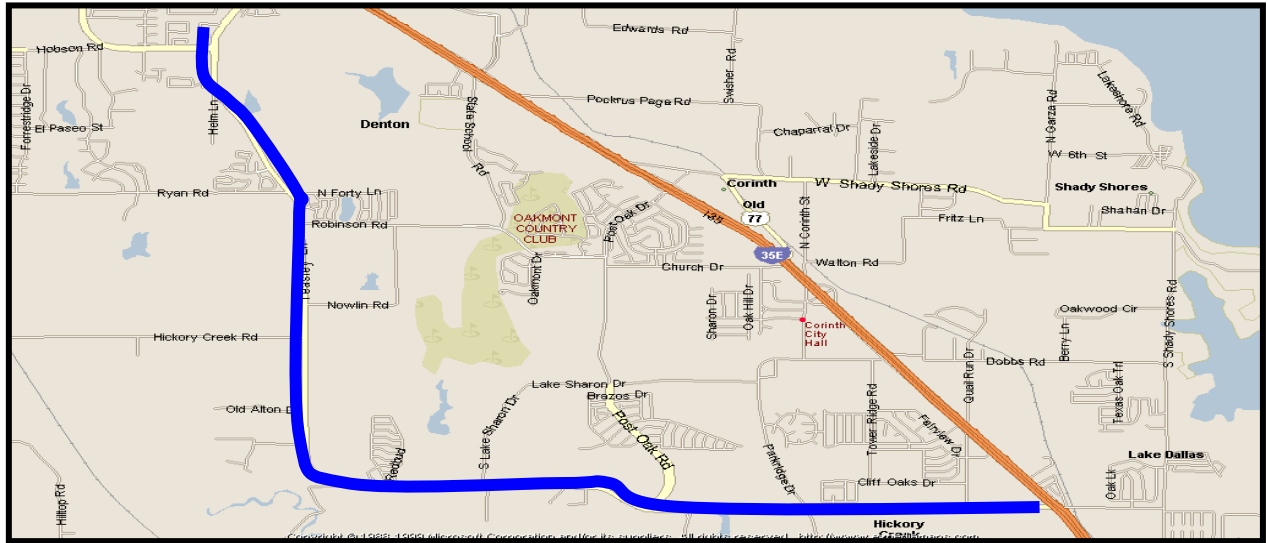 Edwards Rd
Hobson Rd
Forrestridge Dr
El Paseo St
Helm Ln
Denton
State School
Rd
Pockrus Page Rd
Swisher Rd
Chaparral Dr
Lakeside Dr
N Garza Rd
Lakeshore Rd
W 6th St
Shady Shores
Shahan Dr
Ryan Rd
N Forty Ln
Robinson Rd
OAKMONT
COUNTRY
CLUB
Post Oak Dr
Oakmont Dr
Corinth
Old
77
W Shady Shores Rd
I35
35E
N Corinth St
Fritz Ln
Walton Rd
Church Dr
Teasley Ln
Nowlin Rd
Hickory Creek Rd
Sharon Dr
Oak Hill Dr
Corinth
City
Hall
Oakwood Cir
Berry Ln
S Shady Shores Rd
Dobbs Rd
Quail Run Dr
Texas Oak Trl
Lake Sharon Dr
Brazos Dr
Post Oak Rd
S Lake Sharon Dr
Old Alton D
Redbud
Tower Ridge Rd
Fairview Dr
Parkridge Dr
Cliff Oaks Dr
Lake Dallas
Oak Lk
Hilltop Rd
Hickory
Creek